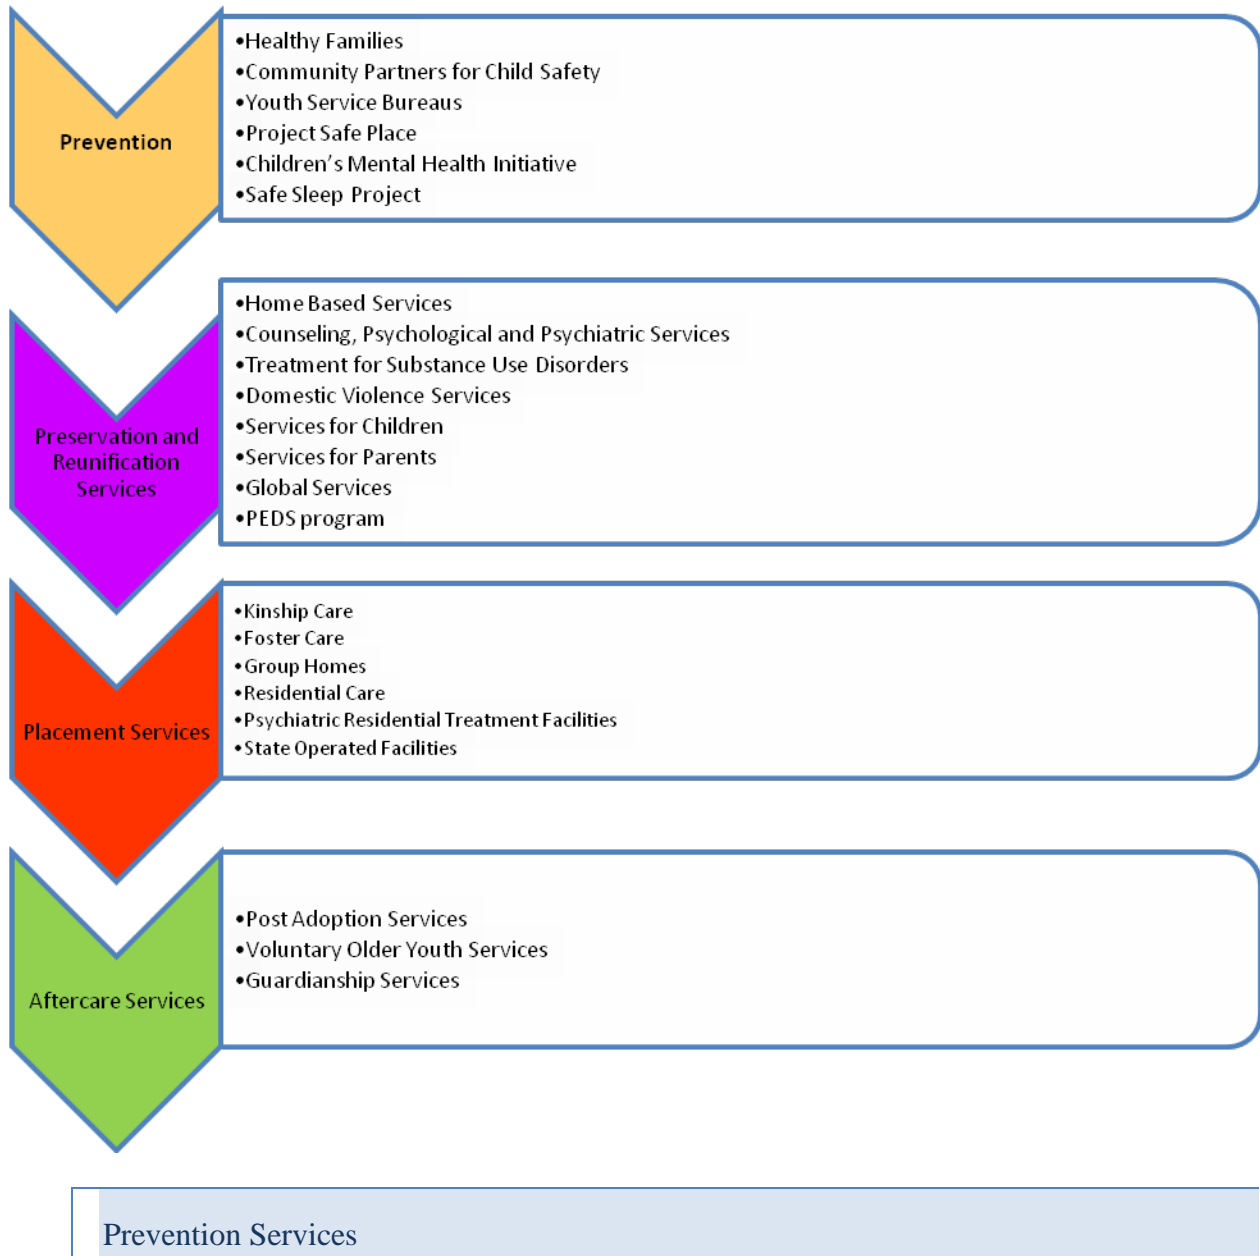 Prevention
•Healthy Families
•Community Partners for Child Safety
•Youth Service Bureaus
•Project Safe Place
•Children’s Mental Health Initiative
•Safe Sleep Project
Preservation and
Reunification
Services
•Home Based Services
•Counseling, Psychological and Psychiatric Services
•Treatment for Substance Use Disorders
•Domestic Violence Services
•Services for Children
•Services for Parents
•Global Services
•PEDS program
Placement Services
•Kinship Care
•Foster Care
•Group Homes
•Residential Care
•Psychiatric Residential Treatment Facilities
•State Operated Facilities
Aftercare Services
•Post Adoption Services
•Voluntary Older Youth Services
•Guardianship Services
Prevention Services